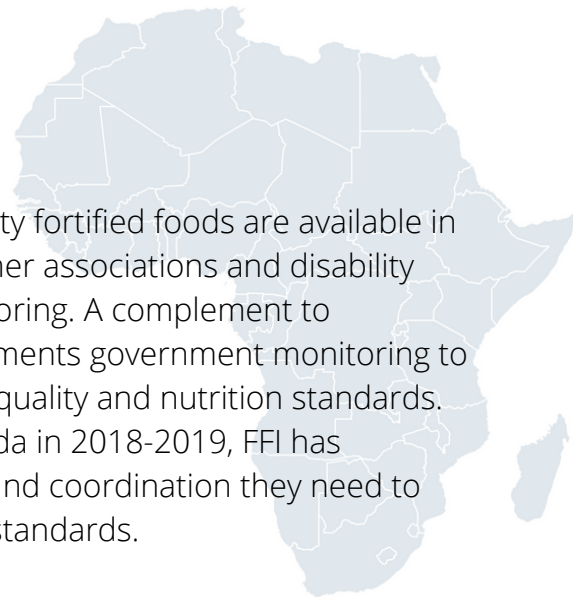 ty fortified foods are available in
ner associations and disability
oring. A complement to
ments government monitoring to
quality and nutrition standards.
da in 2018-2019, FFI has
nd coordination they need to
standards.